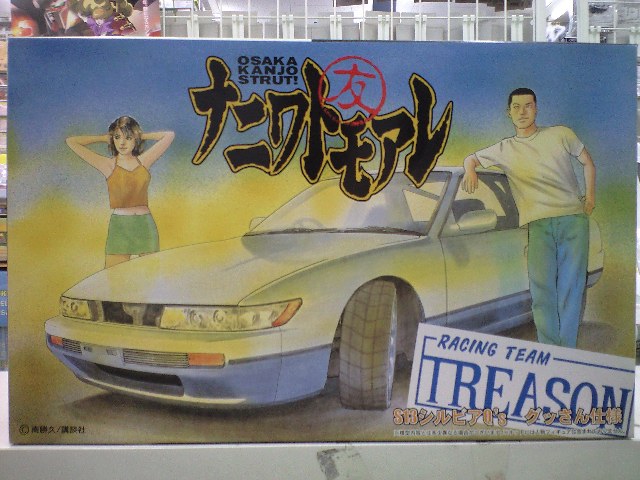 OSAKA
KANJO
STRUT!
友
ナニワトモアレ
RACING TEAM
TREASON
S13シルビアQ's グッさん仕様
©南勝久/講談社